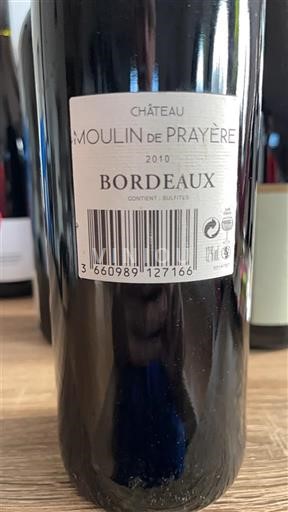 CHÂTEAU
MOULIN DE PRAYÈRE
2010
BORDEAUX
CONTIENT : SULFITES
3 660989 127166